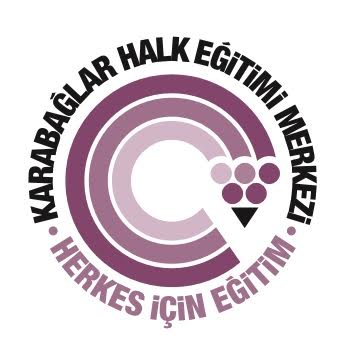 KARABAĞLAR HALK EĞİTİMİ MERKEZİ
• HERKES İÇİN EĞİTİM •